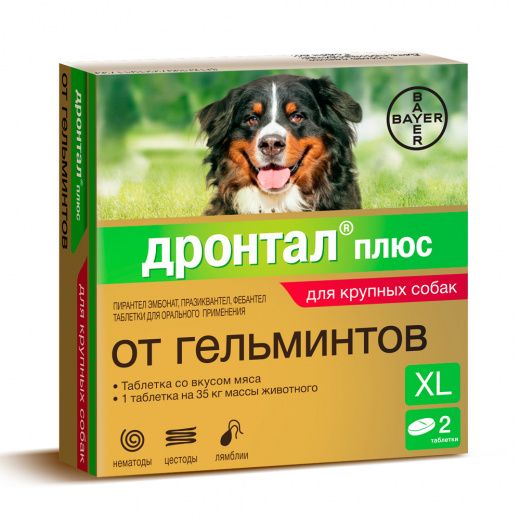 BAYER
BAYER
дронтал® плюс
для крупных собак
ПИРАНТЕЛ ЭМБОНАТ, ПРАЗИКВАНТЕЛ, ФЕБАНТЕЛ
ТАБЛЕТКИ ДЛЯ ОРАЛЬНОГО ПРИМЕНЕНИЯ
ОТ ГЕЛЬМИНТОВ
• Таблетка со вкусом мяса
• 1 таблетка на 35 кг массы животного
XL
2
таблетки
нематоды
цестоды
лямблии
дронтал плюс
ОТ ГЕЛЬМИНТОВ
для крупных собак